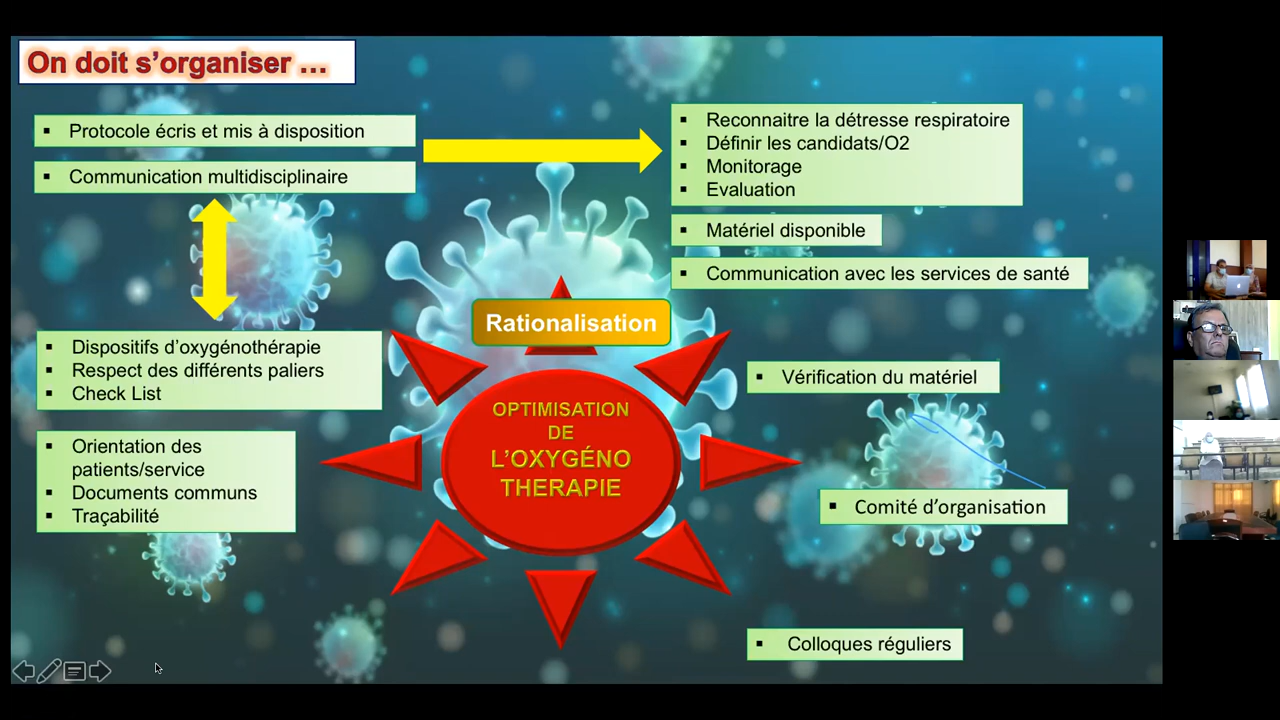 On doit s’organiser ...
Protocole écris et mis à disposition
Communication multidisciplinaire
Reconnaitre la détresse respiratoire
Définir les candidats/O2
Monitorage
Evaluation
Matériel disponible
Communication avec les services de santé
Dispositifs d’oxygénothérapie
Respect des différents paliers
Check List
Orientation des
patients/service
Documents communs
Traçabilité
Rationalisation
OPTIMISATION
DE
L’OXYGÉNO
THERAPIE
Vérification du matériel
Comité d’organisation
Colloques réguliers